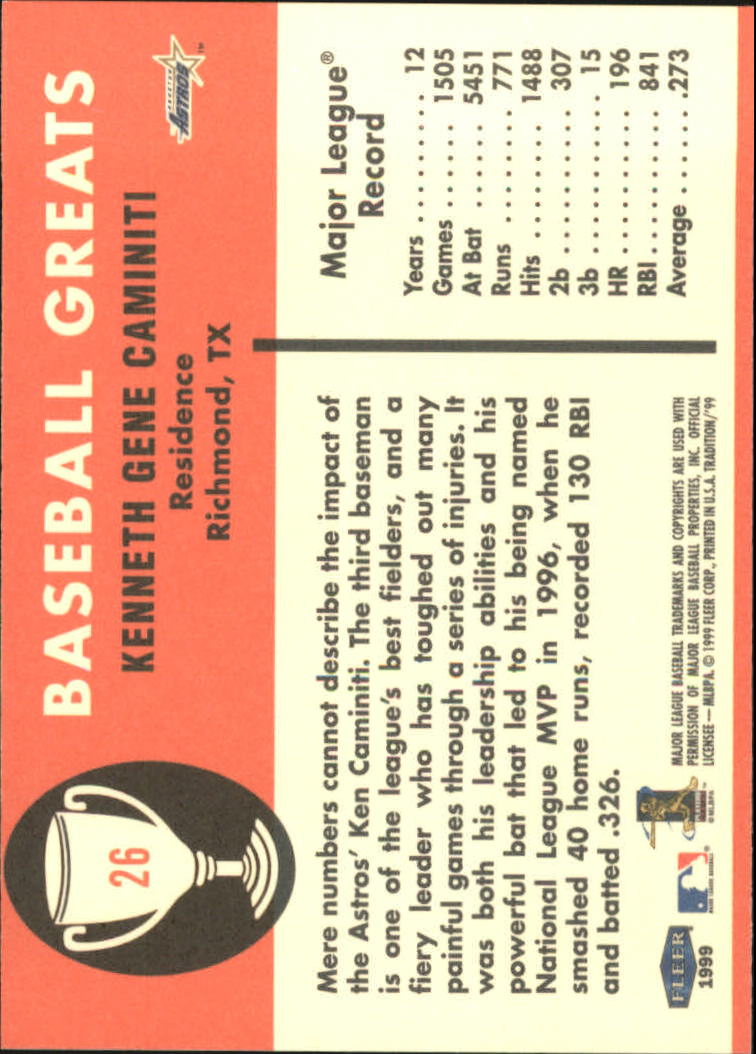 BASEBALL GREATS
26
KENNETH GENE CAMINITI
Residence
Richmond, TX
HOUSTON
ASTROS™
Mere numbers cannot describe the impact of
the Astros’ Ken Caminiti. The third baseman
is one of the league’s best fielders, and a
fiery leader who has toughed out many
painful games through a series of injuries. It
was both his leadership abilities and his
powerful bat that led to his being named
National League MVP in 1996, when he
smashed 40 home runs, recorded 130 RBI
and batted .326.
Major League®
Record
Years . . . . . . . . . 12
Games . . . . . . 1505
At Bat . . . . . . 5451
Runs . . . . . . . . 771
Hits . . . . . . . . 1488
2b . . . . . . . . . . 307
3b . . . . . . . . . . . 15
HR . . . . . . . . . . 196
RBI . . . . . . . . . 841
Average . . . . . .273
FLEER
1999
MAJOR LEAGUE BASEBALL®
©MLBPA
MAJOR LEAGUE BASEBALL TRADEMARKS AND COPYRIGHTS ARE USED WITH
PERMISSION OF MAJOR LEAGUE BASEBALL PROPERTIES, INC. OFFICIAL
LICENSEE — MLBPA. © 1999 FLEER CORP., PRINTED IN U.S.A. TRADITION/’99